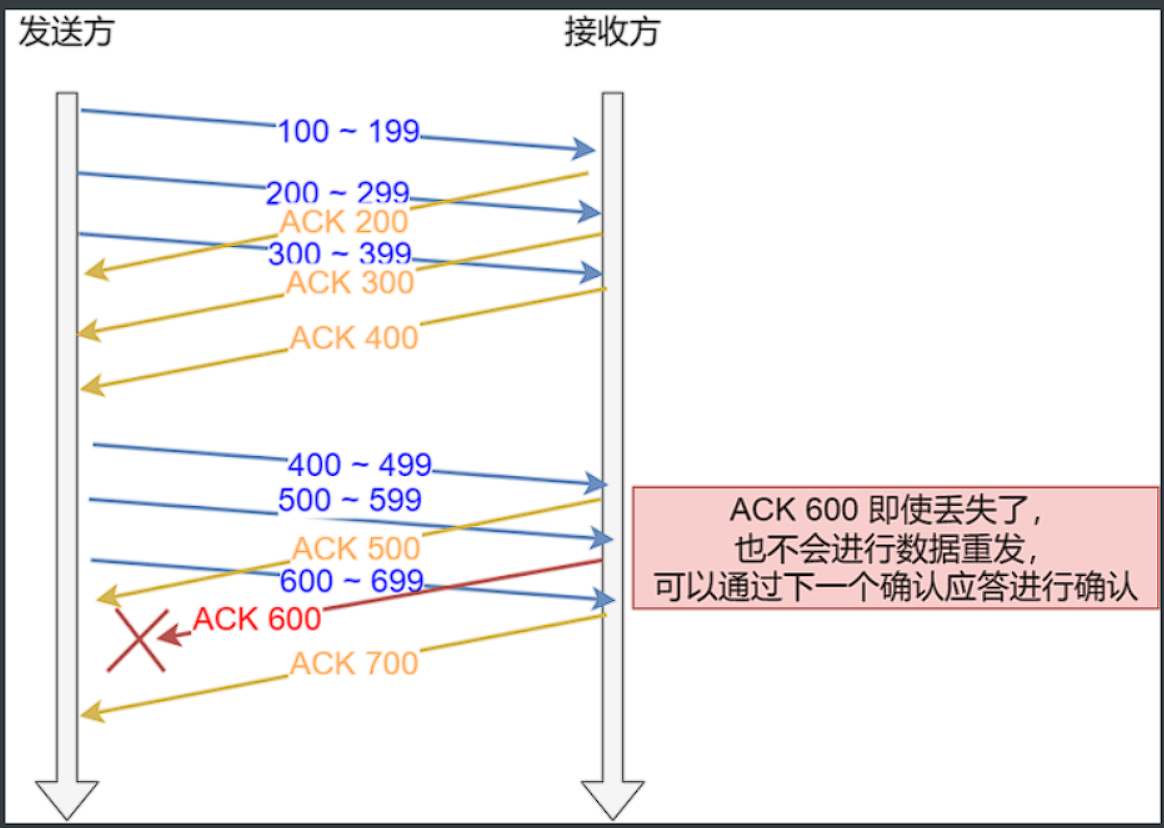 发送方
接收方
100 ~ 199
200 ~ 299
ACK 200
300 ~ 399
ACK 300
ACK 400
400 ~ 499
500 ~ 599
ACK 500
600 ~ 699
ACK 600
ACK 700
ACK 600 即使丢失了，
也不会进行数据重发，
可以通过下一个确认应答进行确认